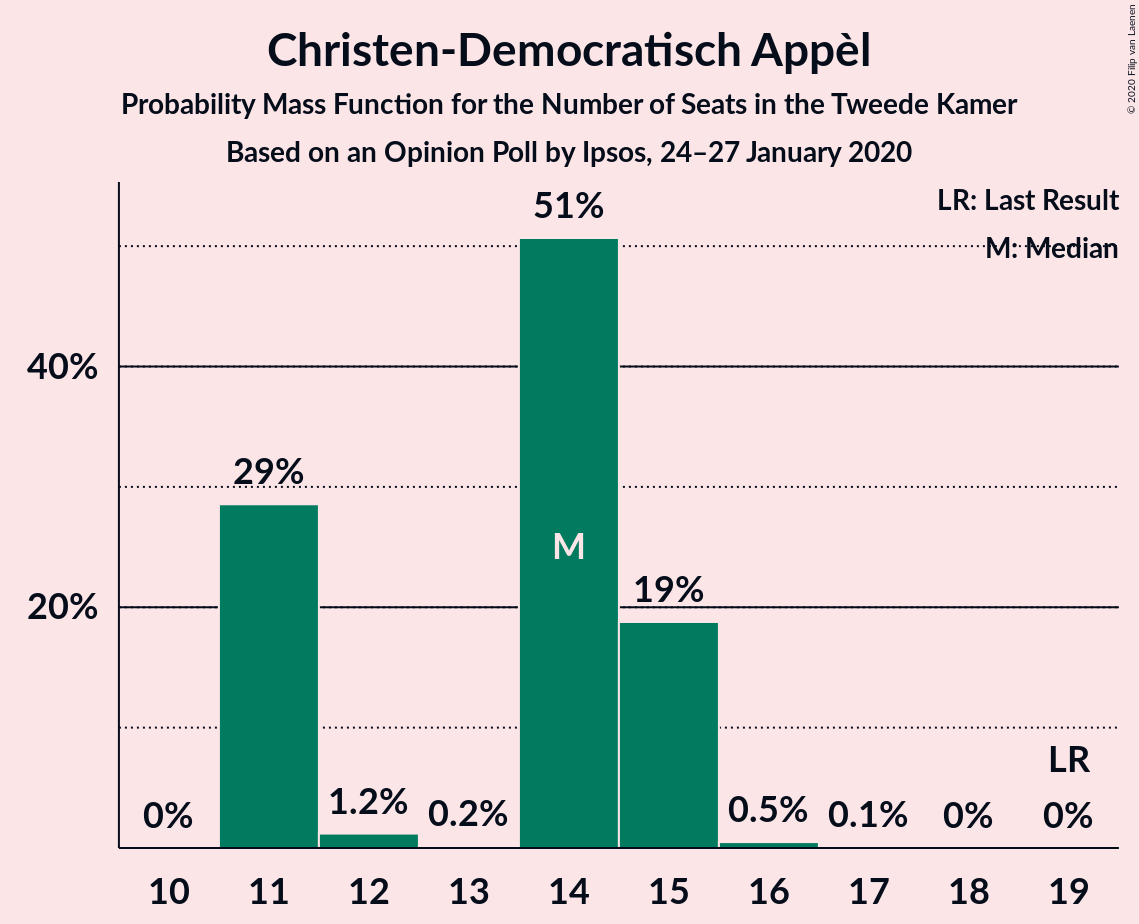 Christen-Democratisch Appèl
Probability Mass Function for the Number of Seats in the Tweede Kamer
Based on an Opinion Poll by Ipsos, 24–27 January 2020
© 2020 Filip van Laenen
LR: Last Result
M: Median
51%
40%
29%
M
20%
19%
LR
0%
1.2%
0.2%
0.5%
0.1%
0%
0%
10 11 12 13 14 15 16 17 18 19